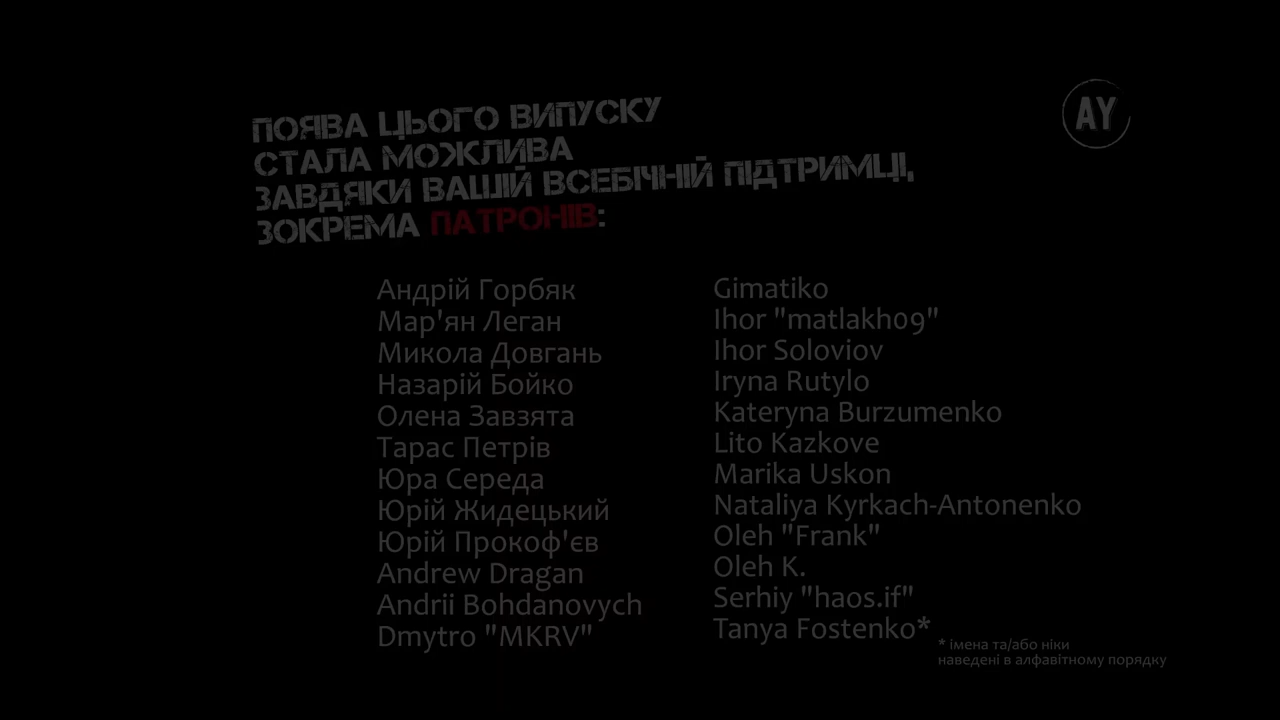 AY
ПОЯВА ЦЬОГО ВИПУСКУ
СТАЛА МОЖЛИВА
ЗАВДЯКИ ВАШІЙ ВСЕБІЧНІЙ ПІДТРИМЦІ,
ЗОКРЕМА ПАТРОНІВ:
Андрій Горбяк
Мар'ян Леган
Микола Довгань
Назарій Бойко
Олена Завзята
Тарас Петрів
Юра Середа
Юрій Жидецький
Юрій Прокоф'єв
Andrew Dragan
Andrii Bohdanovych
Dmytro "MKRV"
Gimatiko
Ihor "matlakh09"
Ihor Soloviov
Iryna Rutylo
Kateryna Burzumenko
Lito Kazkove
Marika Uskon
Nataliya Kyrkach-Antonenko
Oleh "Frank"
Oleh K.
Serhiy "haos.if"
Tanya Fostenko*
* імена та/або ніки
наведені в алфавітному порядку